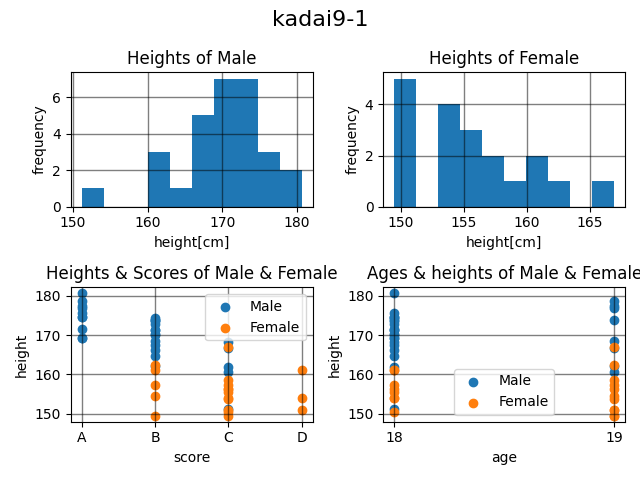 kadai9-1
Heights of Male
frequency
6
4
2
0
150 160 170 180
height[cm]
Heights of Female
frequency
4
2
0
150 155 160 165
height[cm]
Heights & Scores of Male & Female
height
180
170
160
150
Male
Female
A B C D
score
Ages & heights of Male & Female
height
180
170
160
150
Male
Female
18 19
age